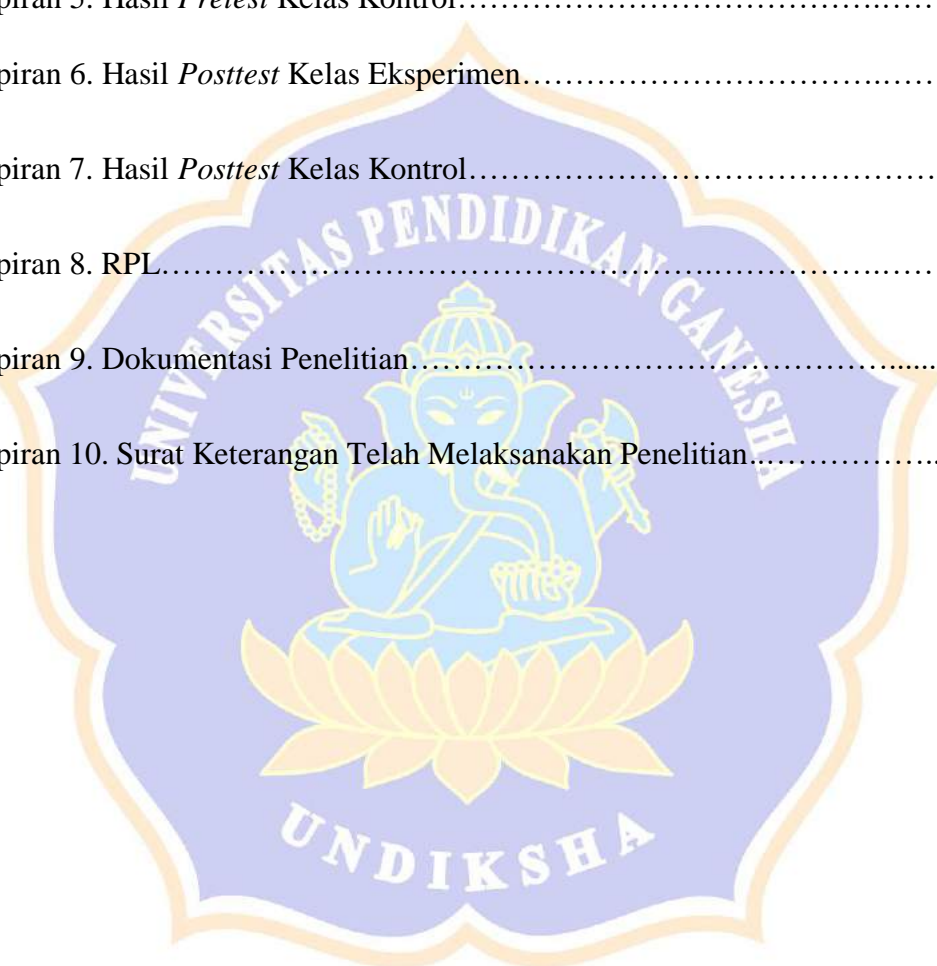 piran 5. Hasil Pretest Kelas Kontrol……………………………….……
piran 6. Hasil Posttest Kelas Eksperimen…………………………….……
piran 7. Hasil Posttest Kelas Kontrol………………………………………
piran 8. RPL……………………………………………….…………….……
piran 9. Dokumentasi Penelitian………………………………………......
piran 10. Surat Keterangan Telah Melaksanakan Penelitian……………..
UNIVERSITAS PENDIDIKAN GANESHA
UNDIKSHA